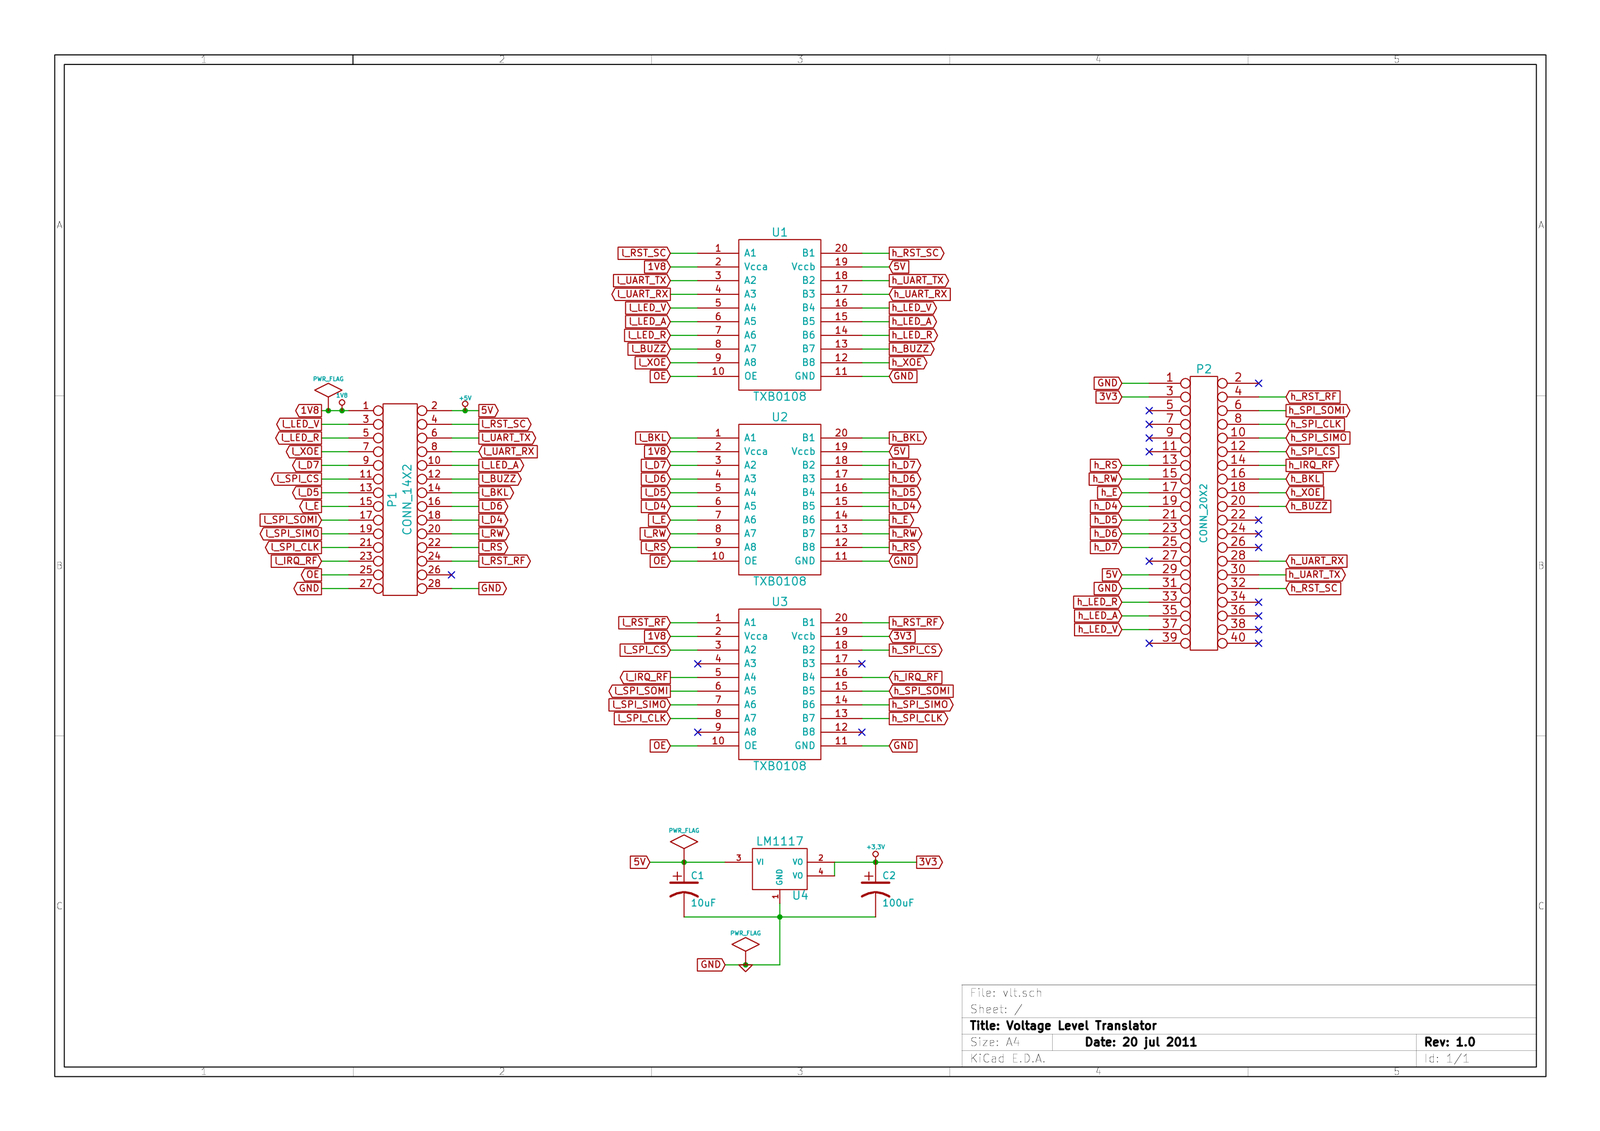 1 2 3 4 5
A A
U1
l_RST_SC 1 A1 B1 20 h_RST_SC
1V8 2 Vcca Vccb 19 5V
l_UART_TX 3 A2 B2 18 h_UART_TX
l_UART_RX 4 A3 B3 17 h_UART_RX
l_LED_V 5 A4 B4 16 h_LED_V
l_LED_A 6 A5 B5 15 h_LED_A
l_LED_R 7 A6 B6 14 h_LED_R
l_BUZZ 8 A7 B7 13 h_BUZZ
l_XOE 9 A8 B8 12 h_XOE
OE 10 OE GND 11 GND
TXB0108
U2
l_BKL 1 A1 B1 20 h_BKL
1V8 2 Vcca Vccb 19 5V
l_D7 3 A2 B2 18 h_D7
l_D6 4 A3 B3 17 h_D6
l_D5 5 A4 B4 16 h_D5
l_D4 6 A5 B5 15 h_D4
l_E 7 A6 B6 14 h_E
l_RW 8 A7 B7 13 h_RW
l_RS 9 A8 B8 12 h_RS
OE 10 OE GND 11 GND
TXB0108
U3
l_RST_RF 1 A1 B1 20 h_RST_RF
1V8 2 Vcca Vccb 19 3V3
l_SPI_CS 3 A2 B2 18 h_SPI_CS
4 A3 B3 17
l_IRQ_RF 5 A4 B4 16 h_IRQ_RF
l_SPI_SOMI 6 A5 B5 15 h_SPI_SOMI
l_SPI_SIMO 7 A6 B6 14 h_SPI_SIMO
l_SPI_CLK 8 A7 B7 13 h_SPI_CLK
9 A8 B8 12
OE 10 OE GND 11 GND
TXB0108
PWR_FLAG
1V8 +5V
1V8 1 2 5V
l_LED_V 3 4 l_RST_SC
l_LED_R 5 6 l_UART_TX
l_XOE 7 8 l_UART_RX
l_D7 9 10 l_LED_A
l_SPI_CS 11 12 l_BUZZ
l_D5 13 14 l_BKL
l_E 15 16 l_D6
l_SPI_SOMI 17 18 l_D4
l_SPI_SIMO 19 20 l_RW
l_SPI_CLK 21 22 l_RS
l_IRQ_RF 23 24 l_RST_RF
OE 25 26
GND 27 28 GND
P1
CONN_14X2
P2
GND 1 2
3V3 3 4 h_RST_RF
5 6 h_SPI_SOMI
7 8 h_SPI_CLK
9 10 h_SPI_SIMO
11 12 h_SPI_CS
h_RS 13 14 h_IRQ_RF
h_RW 15 16 h_BKL
h_E 17 18 h_XOE
h_D4 19 20 h_BUZZ
h_D5 21 22
h_D6 23 24
h_D7 25 26
27 28 h_UART_RX
5V 29 30 h_UART_TX
GND 31 32 h_RST_SC
h_LED_R 33 34
h_LED_A 35 36
h_LED_V 37 38
39 40
CONN_20X2
B B
PWR_FLAG LM1117 +3.3V
5V 3 VI VO 2 3V3
VO 4
GND
1
U4
C1
10uF
C2
100uF
PWR_FLAG
GND
C C
File: vlt.sch
Sheet: /
Title: Voltage Level Translator
Size: A4 Date: 20 jul 2011 Rev: 1.0
KiCad E.D.A. Id: 1/1
1 2 3 4 5